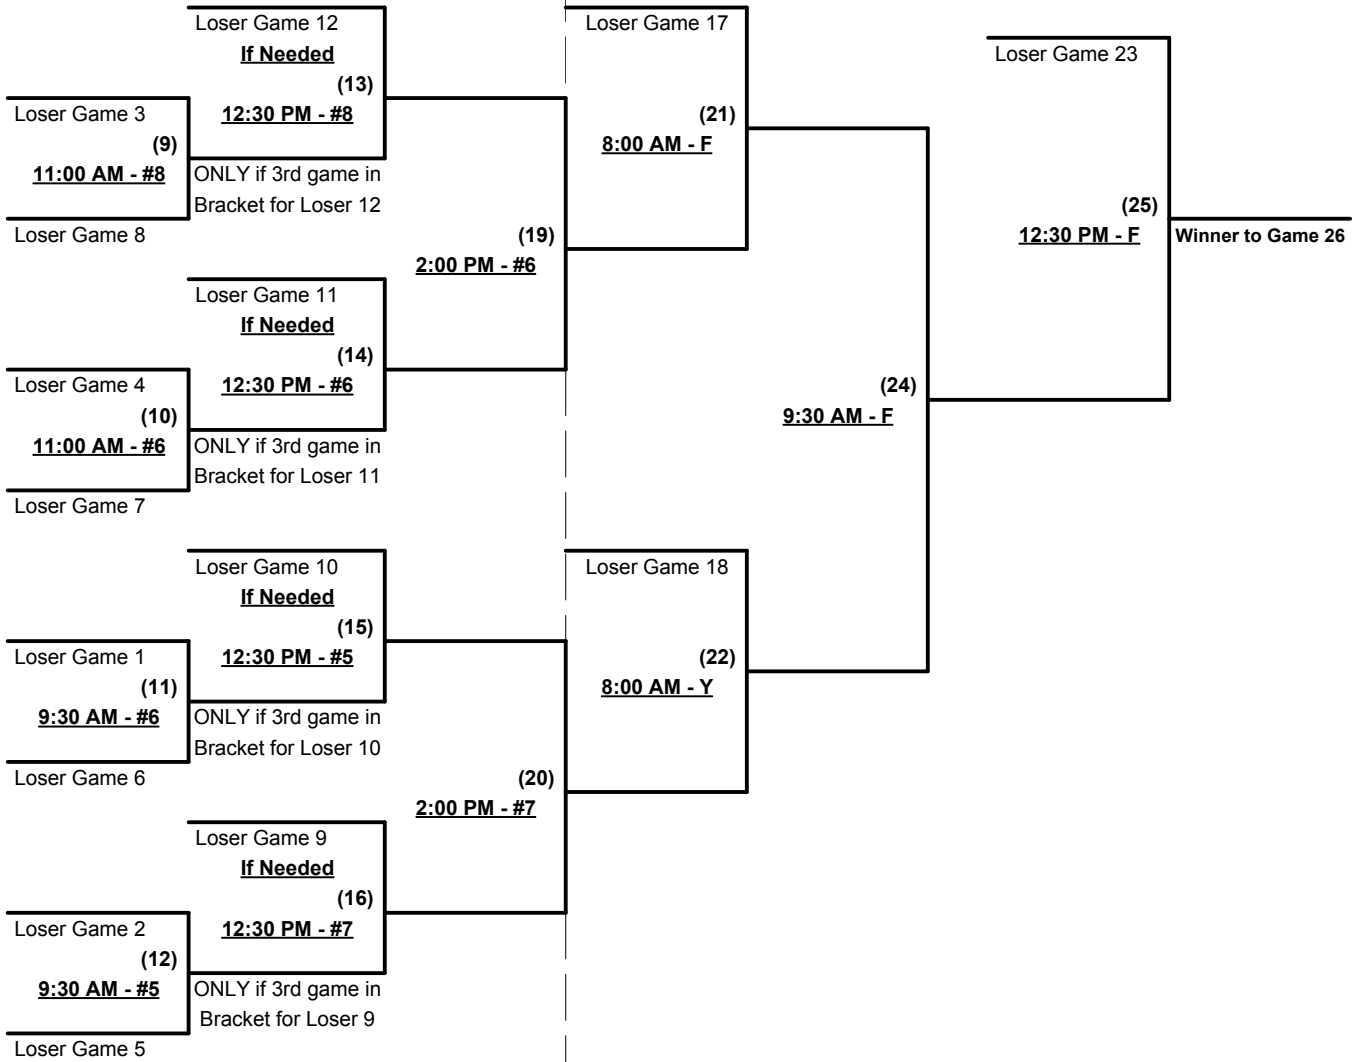 Loser Game 12
If Needed
(13)
12:30 PM - #8
Loser Game 3
(9)
11:00 AM - #8
ONLY if 3rd game in
Bracket for Loser 12
Loser Game 8
Loser Game 11
If Needed
(14)
12:30 PM - #6
Loser Game 4
(10)
11:00 AM - #6
ONLY if 3rd game in
Bracket for Loser 11
Loser Game 7
(19)
2:00 PM - #6
Loser Game 10
If Needed
(15)
12:30 PM - #5
Loser Game 1
(11)
9:30 AM - #6
ONLY if 3rd game in
Bracket for Loser 10
Loser Game 6
Loser Game 9
If Needed
(16)
12:30 PM - #7
Loser Game 2
(12)
9:30 AM - #5
ONLY if 3rd game in
Bracket for Loser 9
Loser Game 5
(20)
2:00 PM - #7
Loser Game 17
(21)
8:00 AM - F
Loser Game 18
(22)
8:00 AM - Y
(24)
9:30 AM - F
Loser Game 23
(25)
12:30 PM - F
Winner to Game 26